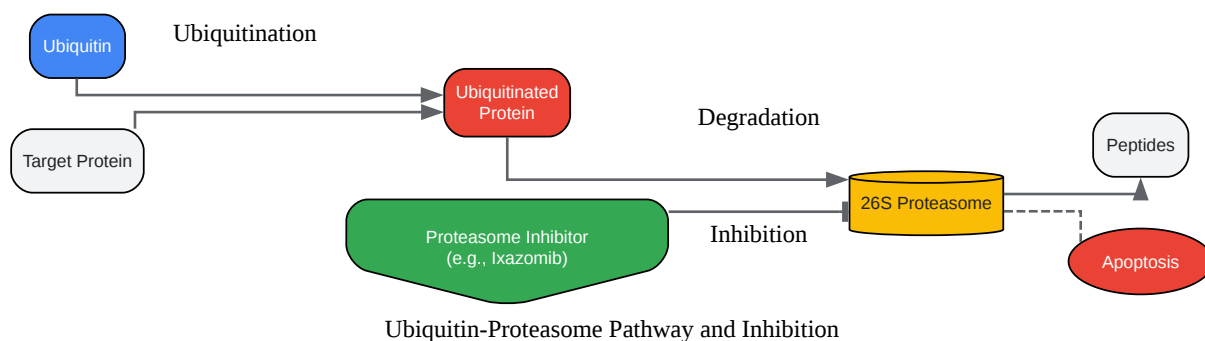 Ubiquitin
Ubiquitination
Target Protein
Ubiquitinated
Protein
Degradation
Peptides
26S Proteasome
Proteasome Inhibitor
(e.g., Ixazomib)
Inhibition
Apoptosis
Ubiquitin-Proteasome Pathway and Inhibition